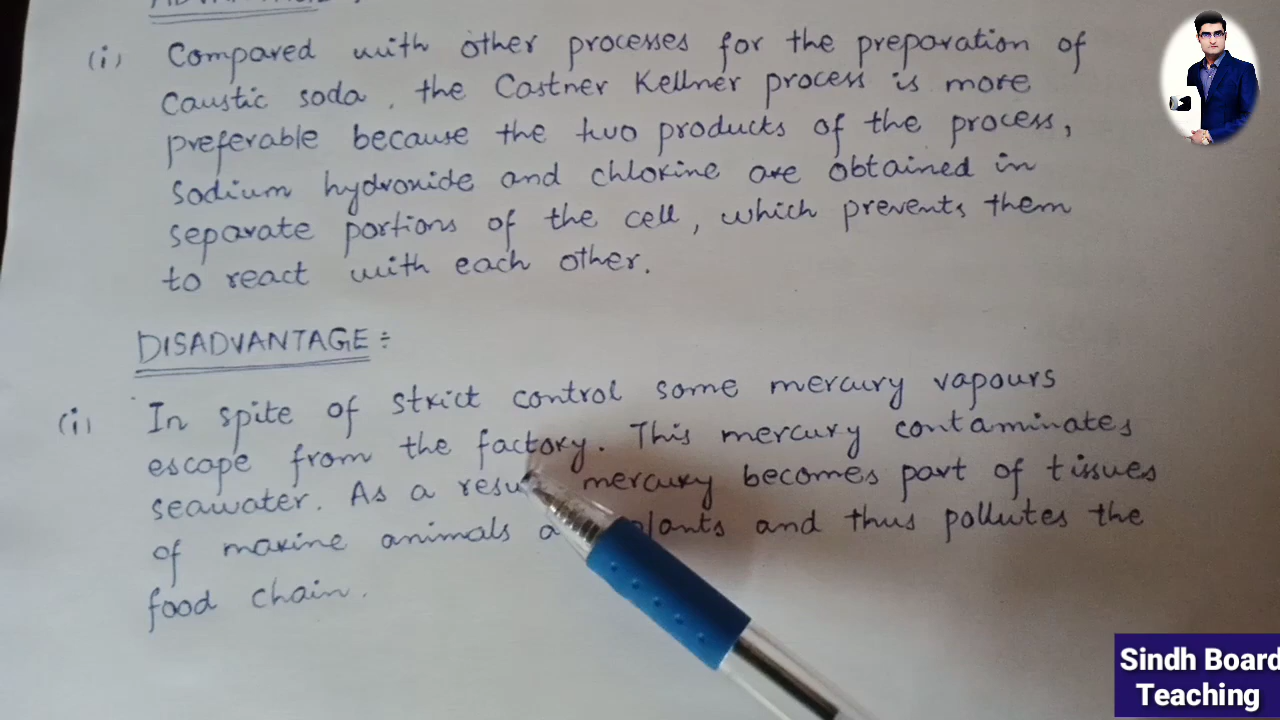 (i) Compared with other processes for the preparation of
Caustic soda, the Castner Kellner process is more
preferable because the two products of the process,
sodium hydroxide and chlorine are obtained in
separate portions of the cell, which prevents them
to react with each other.
DISADVANTAGE :-
(i) In spite of strict control some mercury vapours
escape from the factory. This mercury contaminates
seawater. As a mercury becomes part of tissues
of marine animals and thus pollutes the
food chain.
Sindh Board
Teaching